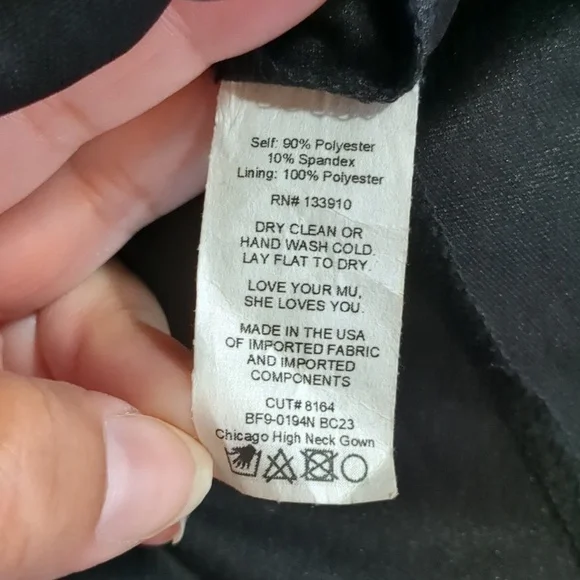 Self: 90% Polyester
10% Spandex
Lining: 100% Polyester
RN# 133910
DRY CLEAN OR
HAND WASH COLD.
LAY FLAT TO DRY.
LOVE YOUR MU,
SHE LOVES YOU.
MADE IN THE USA
OF IMPORTED FABRIC
AND IMPORTED
COMPONENTS
CUT# 8164
BF9-0194N BC23
Chicago High Neck Gown